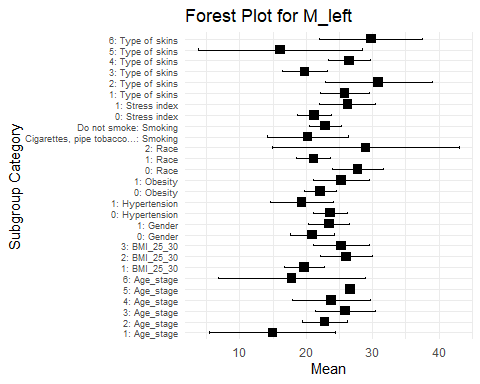 Forest Plot for M_left
Subgroup Category
6: Type of skins
5: Type of skins
4: Type of skins
3: Type of skins
2: Type of skins
1: Type of skins
1: Stress index
0: Stress index
Do not smoke: Smoking
Cigarettes, pipe tobacco...: Smoking
2: Race
1: Race
0: Race
1: Obesity
0: Obesity
1: Hypertension
0: Hypertension
1: Gender
0: Gender
3: BMI_25_30
2: BMI_25_30
1: BMI_25_30
6: Age_stage
5: Age_stage
4: Age_stage
3: Age_stage
2: Age_stage
1: Age_stage
10 20 30 40
Mean